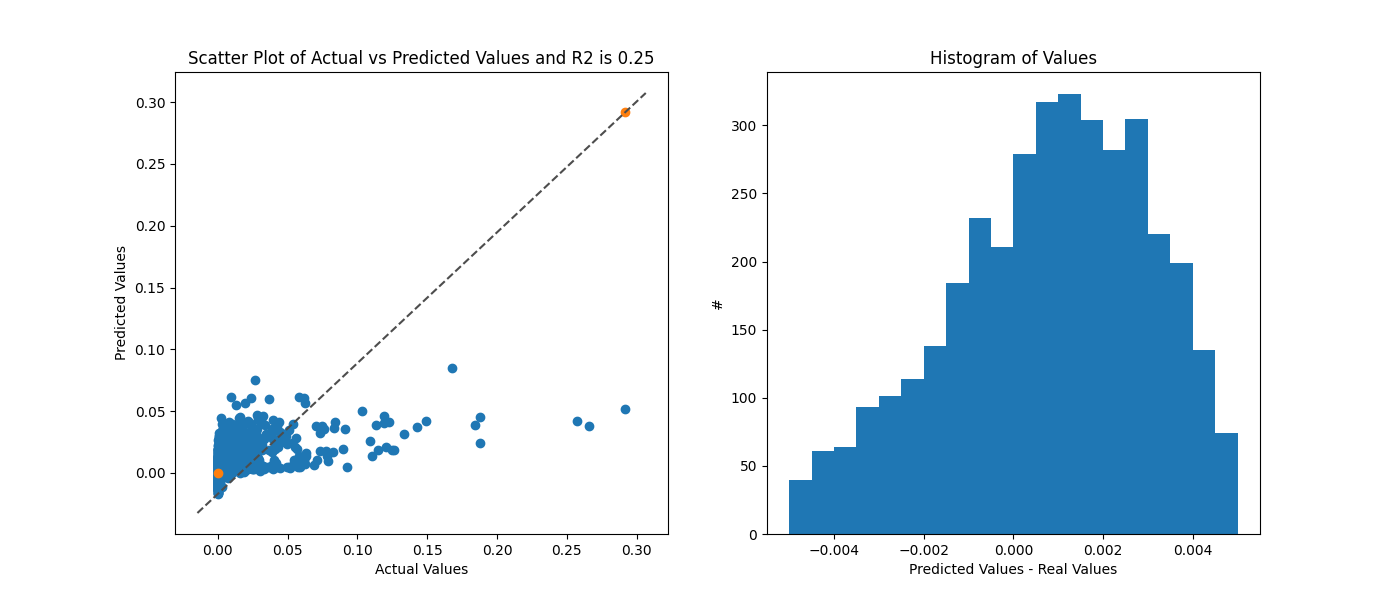 Scatter Plot of Actual vs Predicted Values and R2 is 0.25
0.30
0.25
0.20
0.15
0.10
0.05
0.00
Predicted Values
0.00 0.05 0.10 0.15 0.20 0.25 0.30
Actual Values
Histogram of Values
300
250
200
150
100
50
0
#
−0.004 −0.002 0.000 0.002 0.004
Predicted Values - Real Values